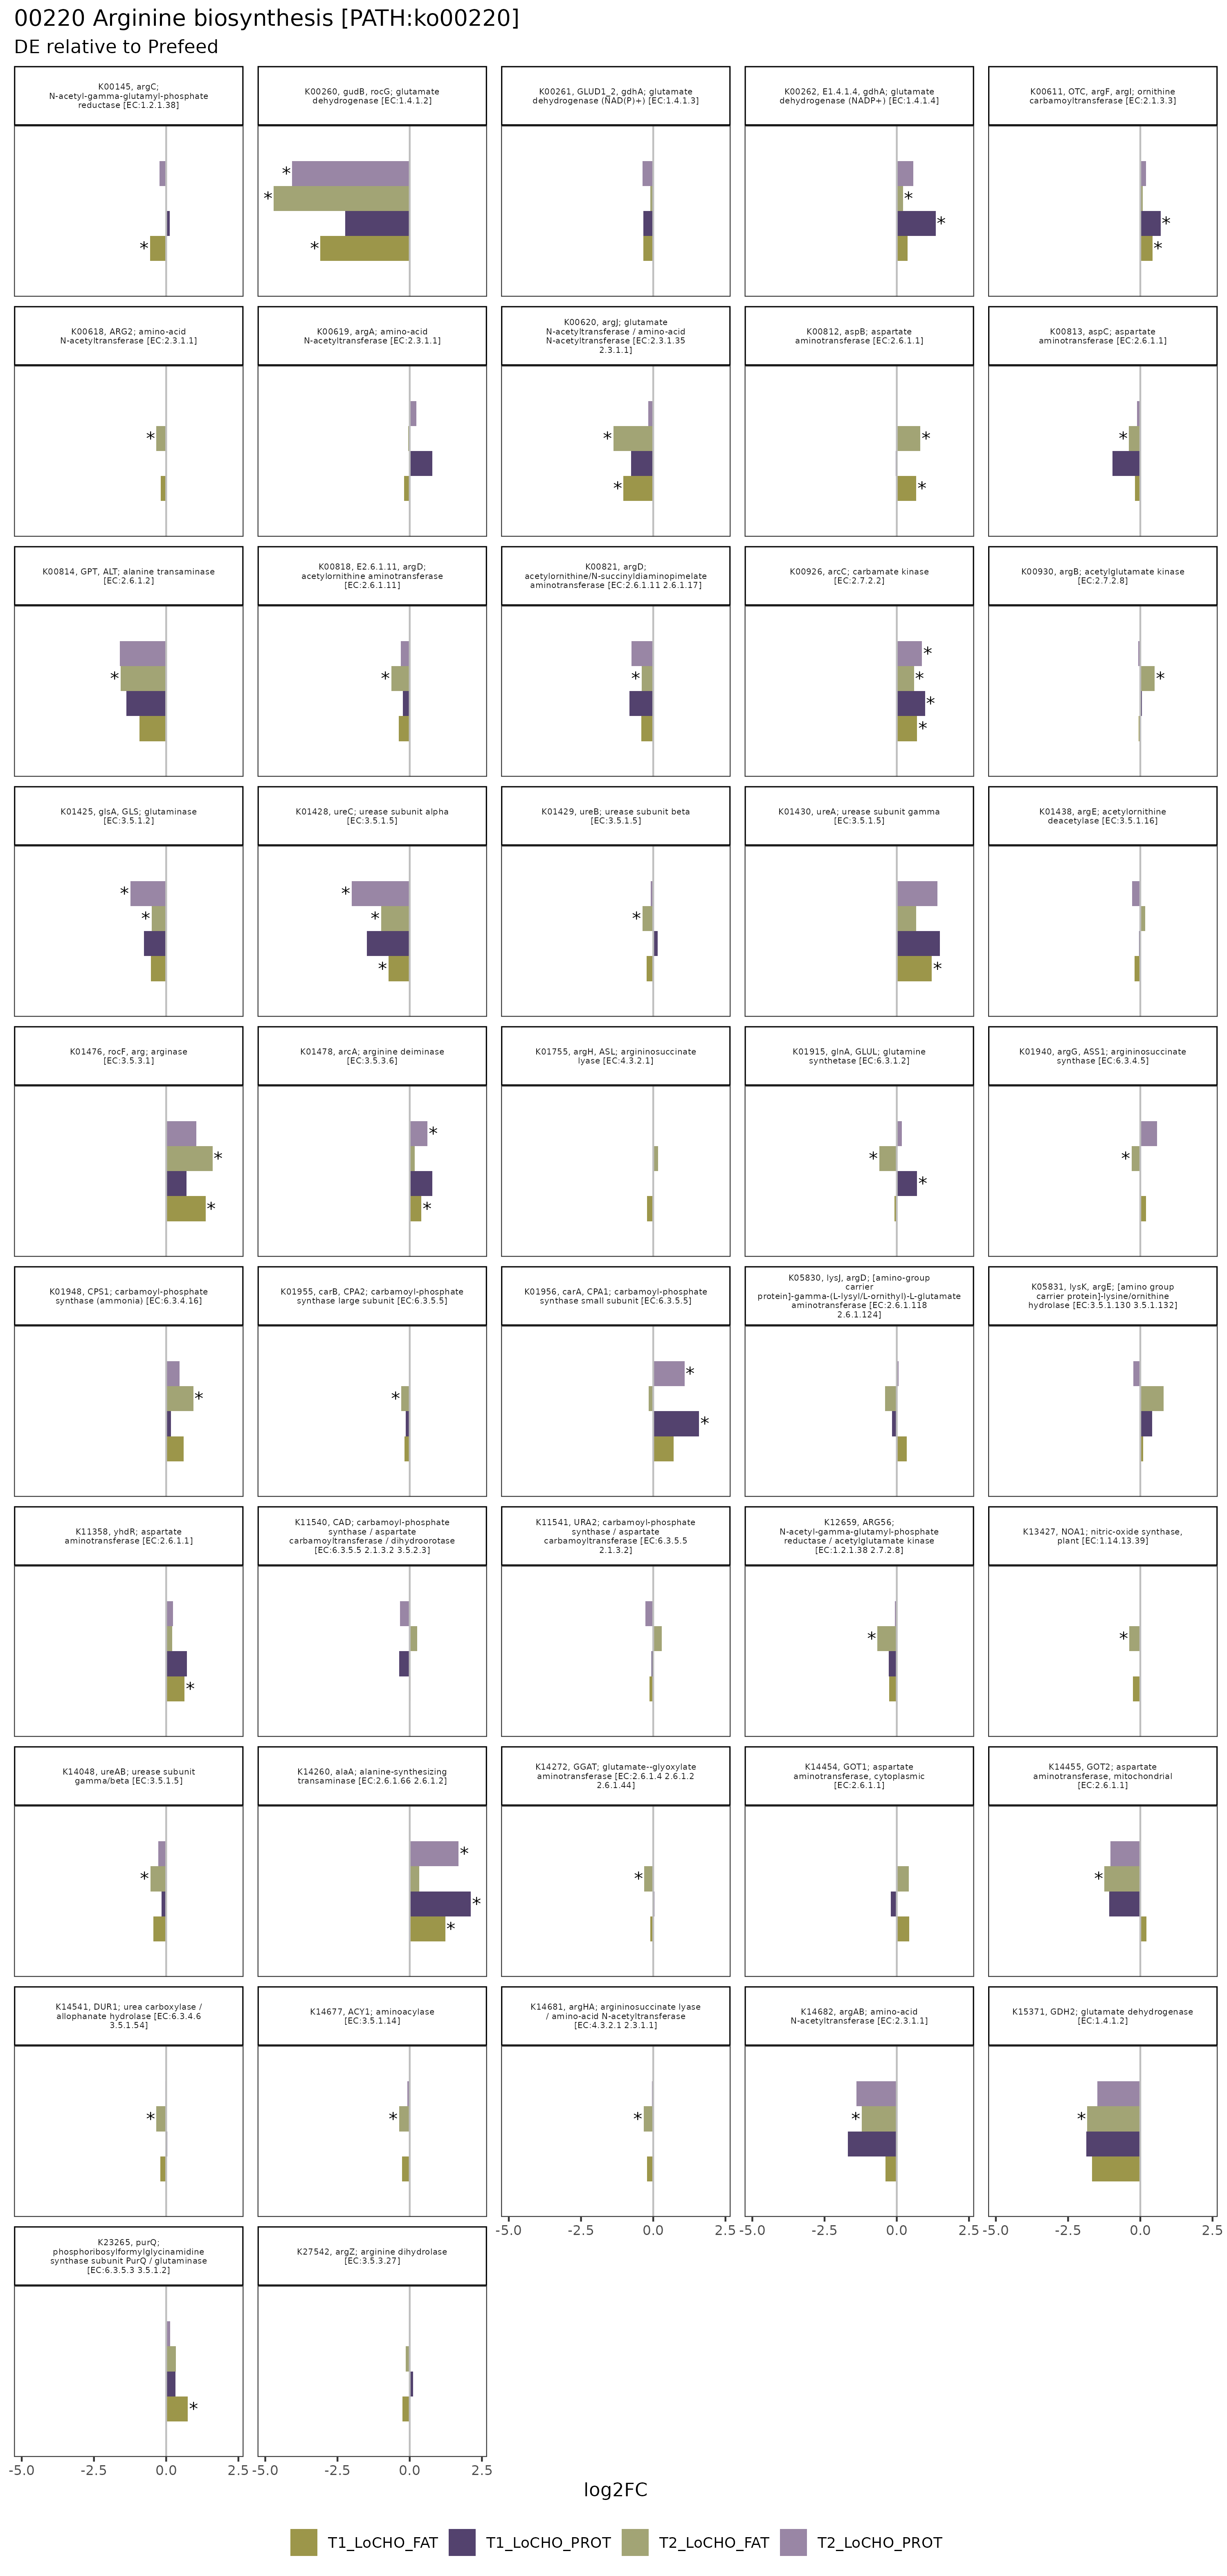 00220 Arginine biosynthesis [PATH:ko00220]
DE relative to Prefeed
K00145, argC;
N-acetyl-gamma-glutamyl-phosphate
reductase [EC:1.2.1.38]
K00260, gudB, rocG; glutamate
dehydrogenase [EC:1.4.1.2]
K00261, GLUD1_2, gdhA; glutamate
dehydrogenase (NAD(P)+) [EC:1.4.1.3]
K00262, E1.4.1.4, gdhA; glutamate
dehydrogenase (NADP+) [EC:1.4.1.4]
K00611, OTC, argF, argI; ornithine
carbamoyltransferase [EC:2.1.3.3]
*
*
*
*
*
*
*
*
K00618, ARG2; amino-acid
N-acetyltransferase [EC:2.3.1.1]
K00619, argA; amino-acid
N-acetyltransferase [EC:2.3.1.1]
K00620, argJ; glutamate
N-acetyltransferase / amino-acid
N-acetyltransferase [EC:2.3.1.35
2.3.1.1]
K00812, aspB; aspartate
aminotransferase [EC:2.6.1.1]
K00813, aspC; aspartate
aminotransferase [EC:2.6.1.1]
*
*
*
*
*
*
K00814, GPT, ALT; alanine transaminase
[EC:2.6.1.2]
K00818, E2.6.1.11, argD;
acetylornithine aminotransferase
[EC:2.6.1.11]
K00821, argD;
acetylornithine/N-succinyldiaminopimelate
aminotransferase [EC:2.6.1.11 2.6.1.17]
K00926, arcC; carbamate kinase
[EC:2.7.2.2]
K00930, argB; acetylglutamate kinase
[EC:2.7.2.8]
*
*
*
*
*
*
*
*
K01425, glsA, GLS; glutaminase
[EC:3.5.1.2]
K01428, ureC; urease subunit alpha
[EC:3.5.1.5]
K01429, ureB; urease subunit beta
[EC:3.5.1.5]
K01430, ureA; urease subunit gamma
[EC:3.5.1.5]
K01438, argE; acetylornithine
deacetylase [EC:3.5.1.16]
*
*
*
*
*
*
*
K01476, rocF, arg; arginase
[EC:3.5.3.1]
K01478, arcA; arginine deiminase
[EC:3.5.3.6]
K01755, argH, ASL; argininosuccinate
lyase [EC:4.3.2.1]
K01915, glnA, GLUL; glutamine
synthetase [EC:6.3.1.2]
K01940, argG, ASS1; argininosuccinate
synthase [EC:6.3.4.5]
*
*
*
*
*
*
*
K01948, CPS1; carbamoyl-phosphate
synthase (ammonia) [EC:6.3.4.16]
K01955, carB, CPA2; carbamoyl-phosphate
synthase large subunit [EC:6.3.5.5]
K01956, carA, CPA1; carbamoyl-phosphate
synthase small subunit [EC:6.3.5.5]
K05830, lysJ, argD; [amino-group
carrier
protein]-gamma-(L-lysyl/L-ornithyl)-L-glutamate
aminotransferase [EC:2.6.1.118
2.6.1.124]
K05831, lysK, argE; [amino group
carrier protein]-lysine/ornithine
hydrolase [EC:3.5.1.130 3.5.1.132]
*
*
*
*
K11358, yhdR; aspartate
aminotransferase [EC:2.6.1.1]
K11540, CAD; carbamoyl-phosphate
synthase / aspartate
carbamoyltransferase / dihydroorotase
[EC:6.3.5.5 2.1.3.2 3.5.2.3]
K11541, URA2; carbamoyl-phosphate
synthase / aspartate
carbamoyltransferase [EC:6.3.5.5
2.1.3.2]
K12659, ARG56;
N-acetyl-gamma-glutamyl-phosphate
reductase / acetylglutamate kinase
[EC:1.2.1.38 2.7.2.8]
K13427, NOA1; nitric-oxide synthase,
plant [EC:1.14.13.39]
*
*
*
K14048, ureAB; urease subunit
gamma/beta [EC:3.5.1.5]
K14260, alaA; alanine-synthesizing
transaminase [EC:2.6.1.66 2.6.1.2]
K14272, GGAT; glutamate--glyoxylate
aminotransferase [EC:2.6.1.4 2.6.1.2
2.6.1.44]
K14454, GOT1; aspartate
aminotransferase, cytoplasmic
[EC:2.6.1.1]
K14455, GOT2; aspartate
aminotransferase, mitochondrial
[EC:2.6.1.1]
*
*
*
*
*
*
K14541, DUR1; urea carboxylase /
allophanate hydrolase [EC:6.3.4.6
3.5.1.54]
K14677, ACY1; aminoacylase
[EC:3.5.1.14]
K14681, argHA; argininosuccinate lyase
/ amino-acid N-acetyltransferase
[EC:4.3.2.1 2.3.1.1]
K14682, argAB; amino-acid
N-acetyltransferase [EC:2.3.1.1]
K15371, GDH2; glutamate dehydrogenase
[EC:1.4.1.2]
*
*
*
*
*
-5.0 -2.5 0.0 2.5 -5.0 -2.5 0.0 2.5 -5.0 -2.5 0.0 2.5
K23265, purQ;
phosphoribosylformylglycinamidine
synthase subunit PurQ / glutaminase
[EC:6.3.5.3 3.5.1.2]
K27542, argZ; arginine dihydrolase
[EC:3.5.3.27]
*
-5.0 -2.5 0.0 2.5 -5.0 -2.5 0.0 2.5
log2FC
T1_LoCHO_FAT T1_LoCHO_PROT T2_LoCHO_FAT T2_LoCHO_PROT